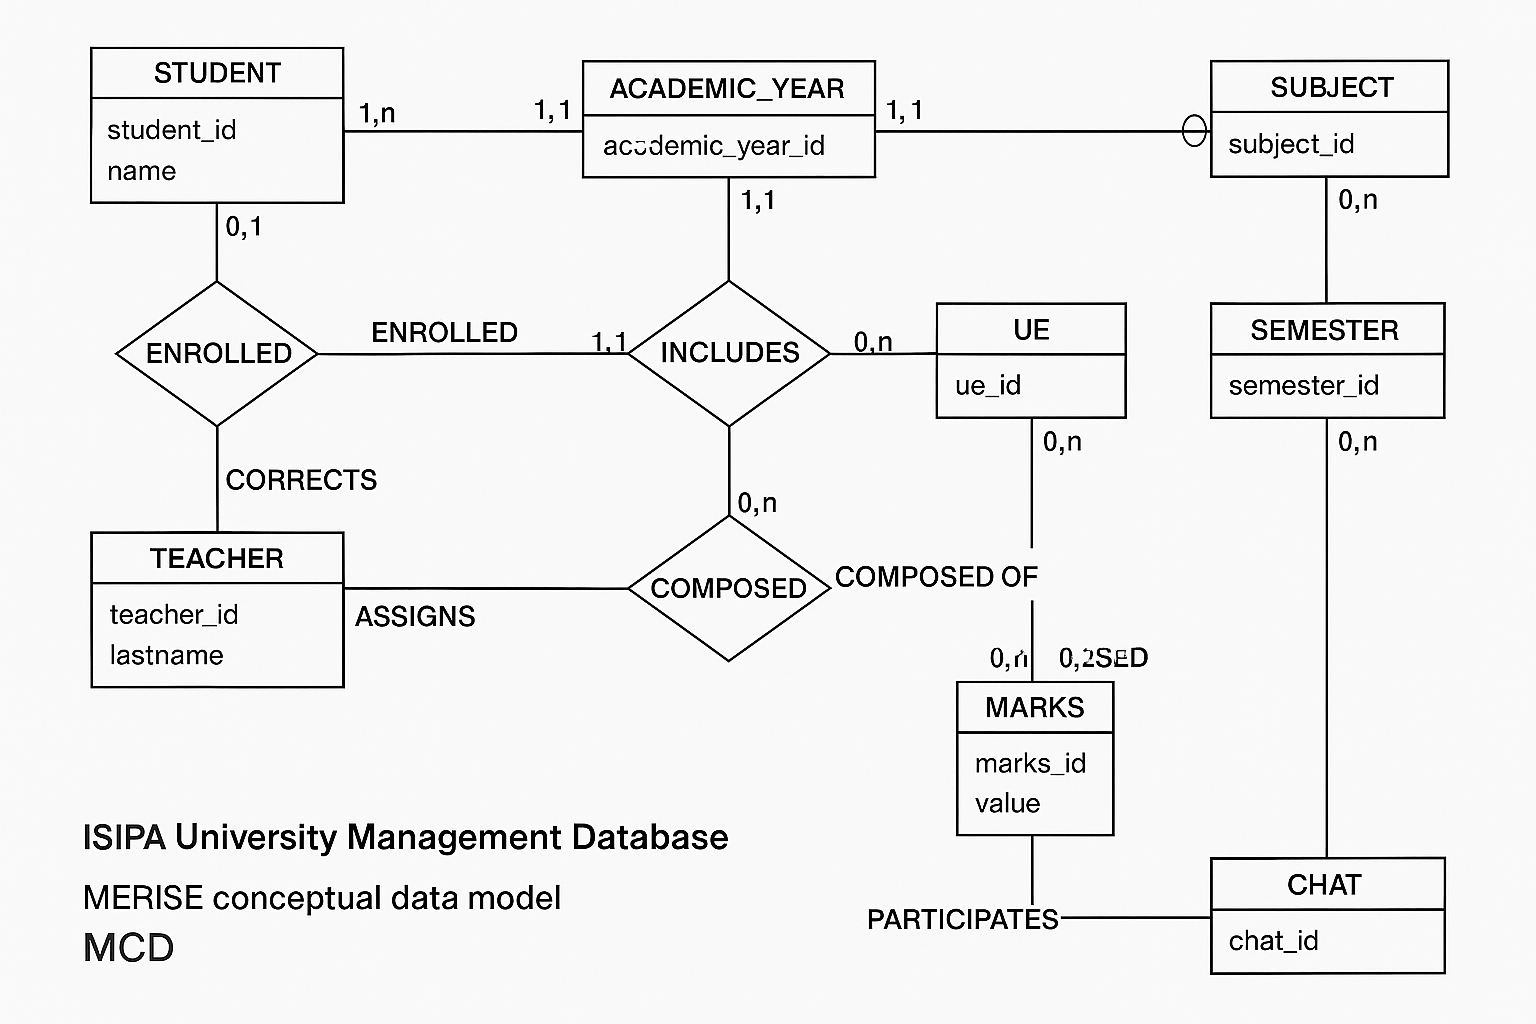 STUDENT
student_id
name
1,n
1,1
ACADEMIC_YEAR
academic_year_id
1,1
SUBJECT
subject_id
0,1
1,1
0,n
ENROLLED
ENROLLED
1,1
INCLUDES
0,n
UE
ue_id
SEMESTER
semester_id
0,n
0,n
CORRECTS
0,n
TEACHER
teacher_id
lastname
ASSIGNS
COMPOSED
COMPOSED OF
0,n
MARKS
marks_id
value
PARTICIPATES
CHAT
chat_id
ISIPA University Management Database
MERISE conceptual data model
MCD